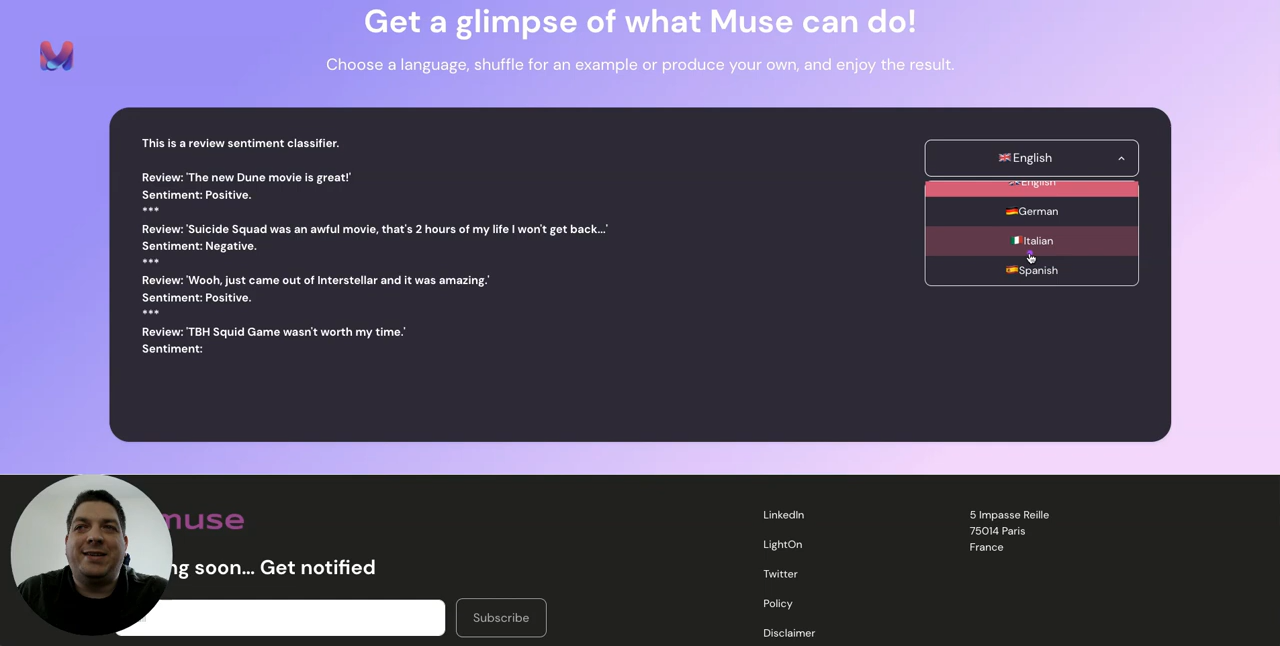 Get a glimpse of what Muse can do!
Choose a language, shuffle for an example or produce your own, and enjoy the result.
This is a review sentiment classifier.
Review: 'The new Dune movie is great!'
Sentiment: Positive.
***
Review: 'Suicide Squad was an awful movie, that's 2 hours of my life I won't get back...'
Sentiment: Negative.
***
Review: 'Wooh, just came out of Interstellar and it was amazing.'
Sentiment: Positive.
***
Review: 'TBH Squid Game wasn't worth my time.'
Sentiment:
English
English
German
Italian
Spanish
muse
ng soon... Get notified
Subscribe
LinkedIn
LightOn
Twitter
Policy
Disclaimer
5 Impasse Reille
75014 Paris
France